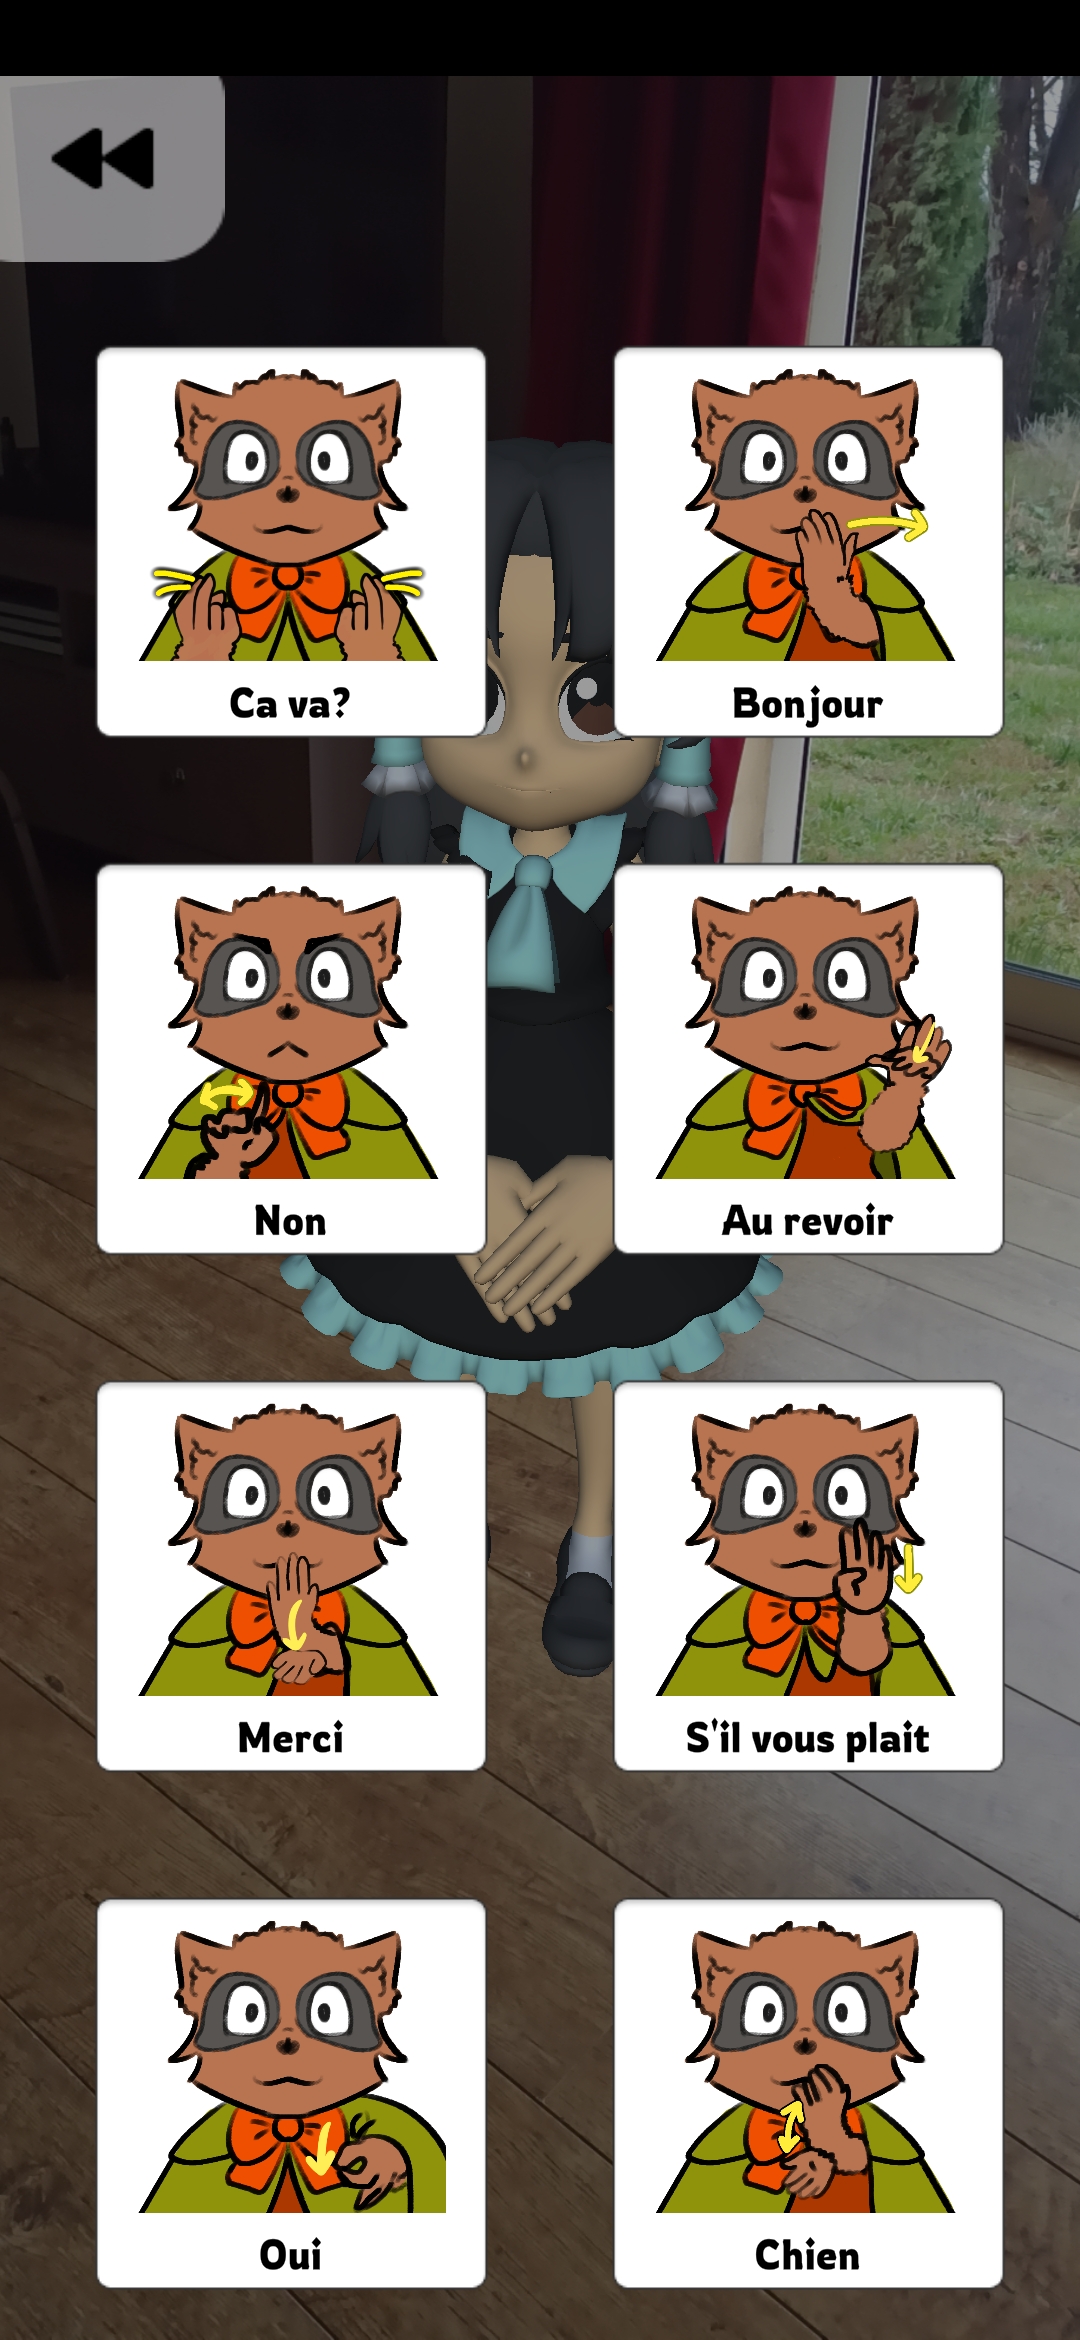 Ca va?
Bonjour
Non
Au revoir
Merci
S'il vous plait
Oui
Chien